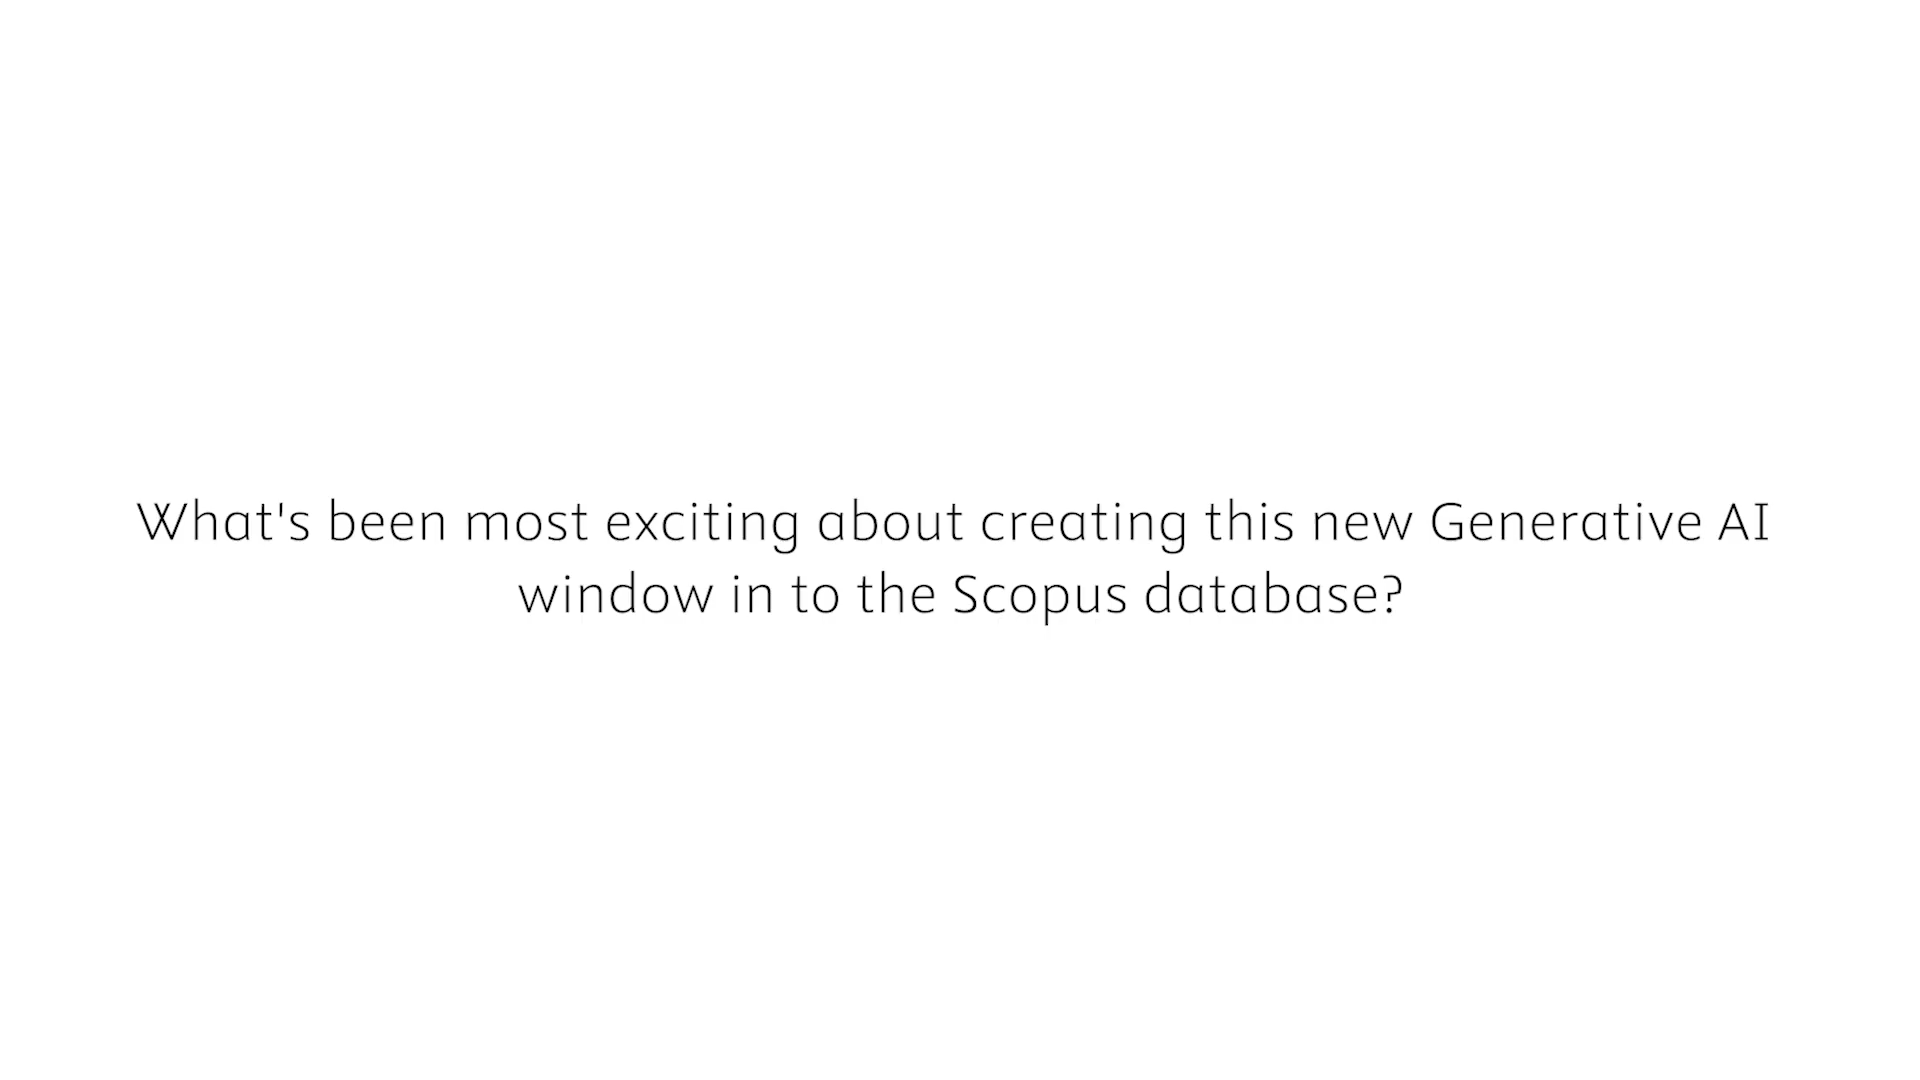 What's been most exciting about creating this new Generative AI
window in to the Scopus database?